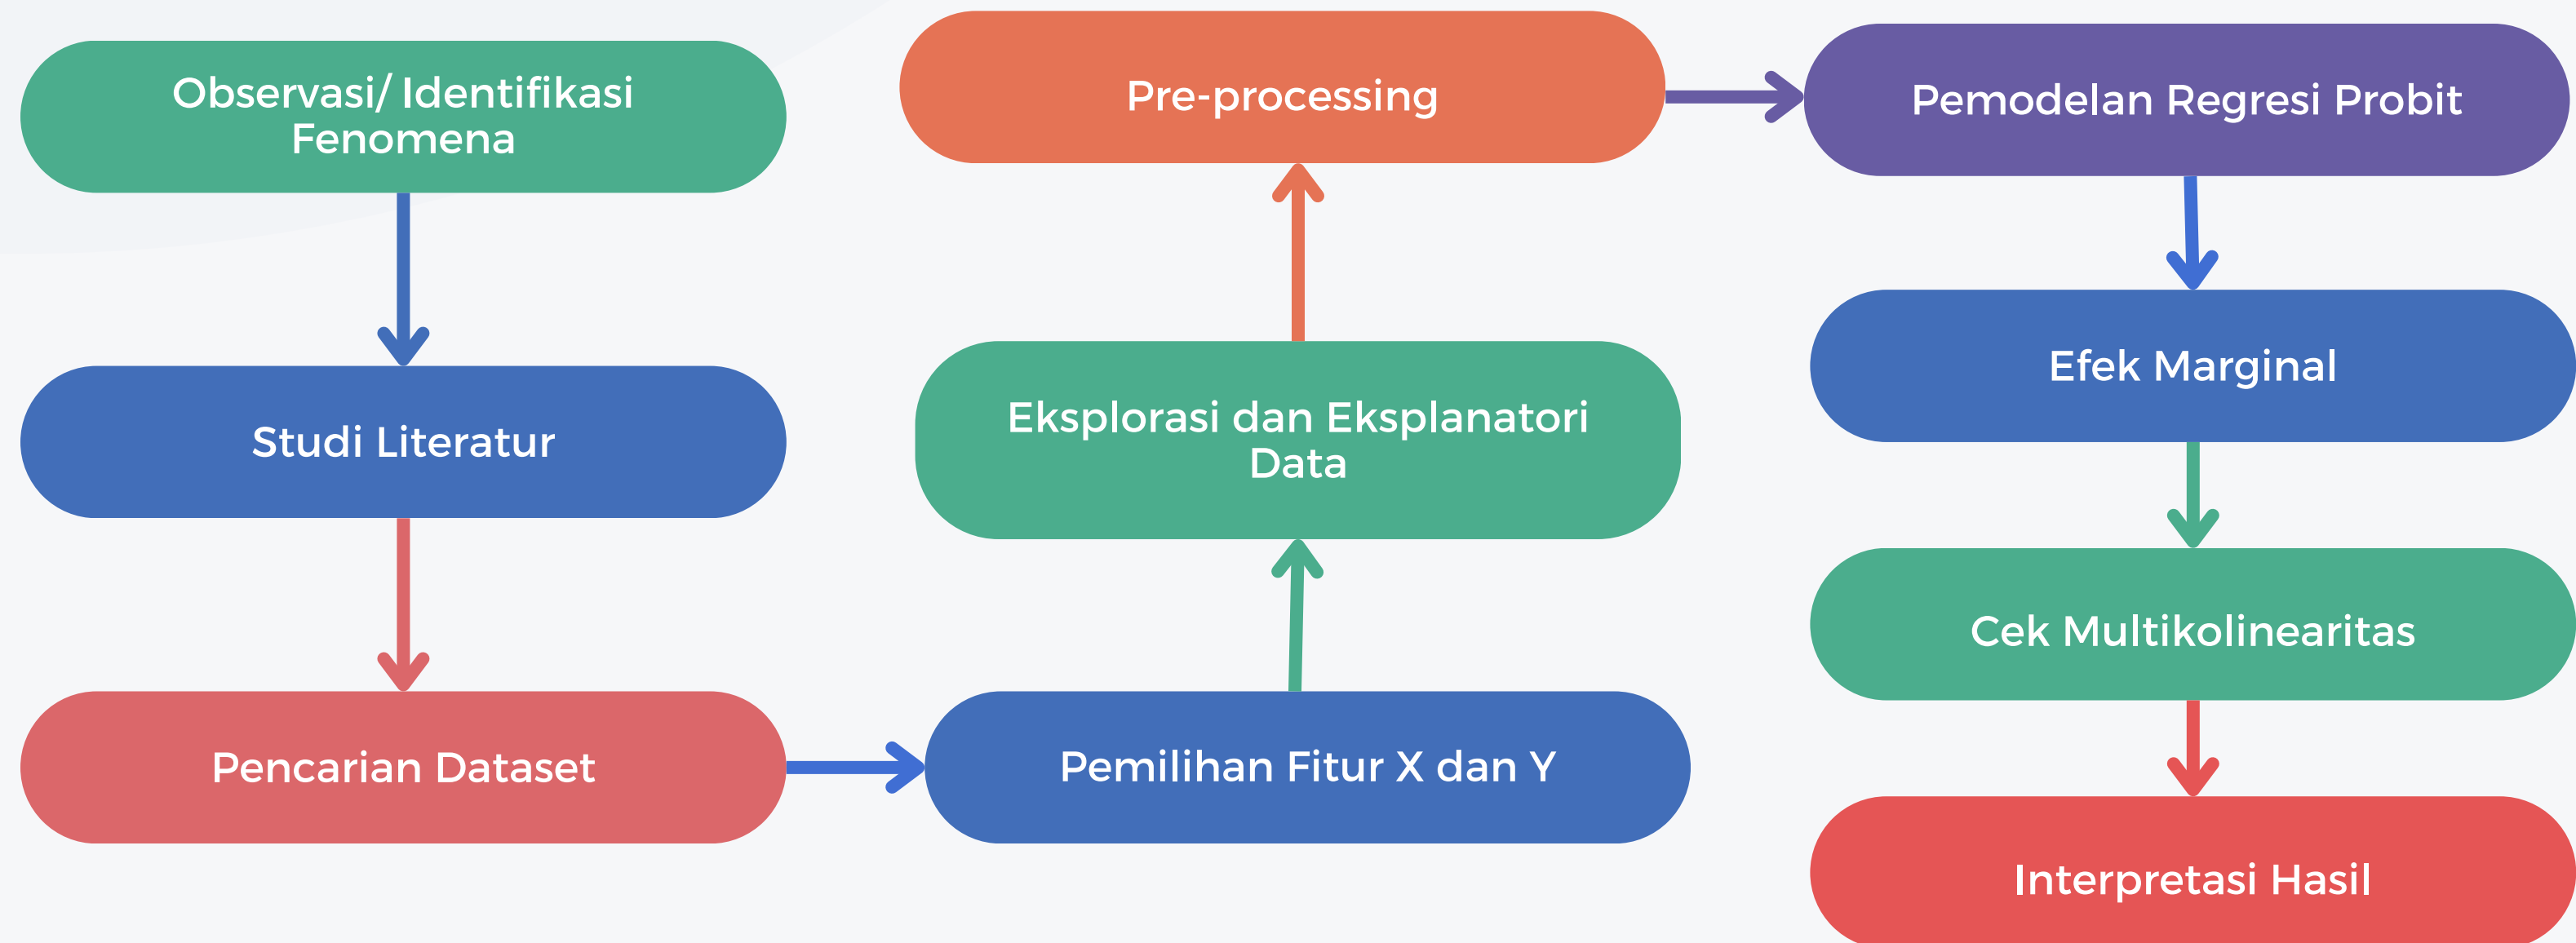 Observasi/ Identifikasi
Fenomena
Studi Literatur
Pencarian Dataset
Pemilihan Fitur X dan Y
Eksplorasi dan Eksplanatori
Data
Pre-processing
Pemodelan Regresi Probit
Efek Marginal
Cek Multikolinearitas
Interpretasi Hasil